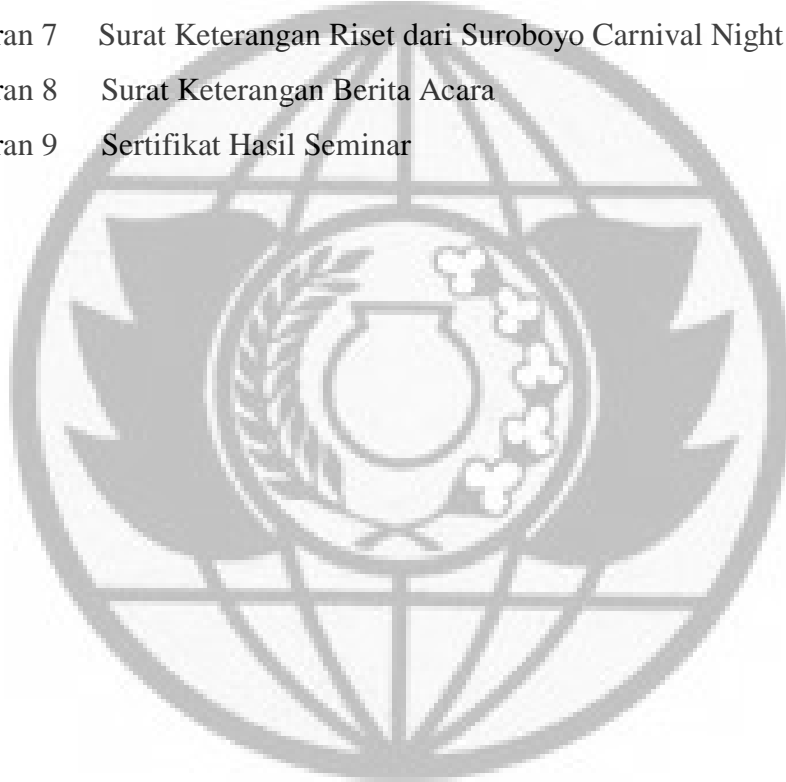 ran 7 Surat Keterangan Riset dari Suroboyo Carnival Night
ran 8 Surat Keterangan Berita Acara
ran 9 Sertifikat Hasil Seminar